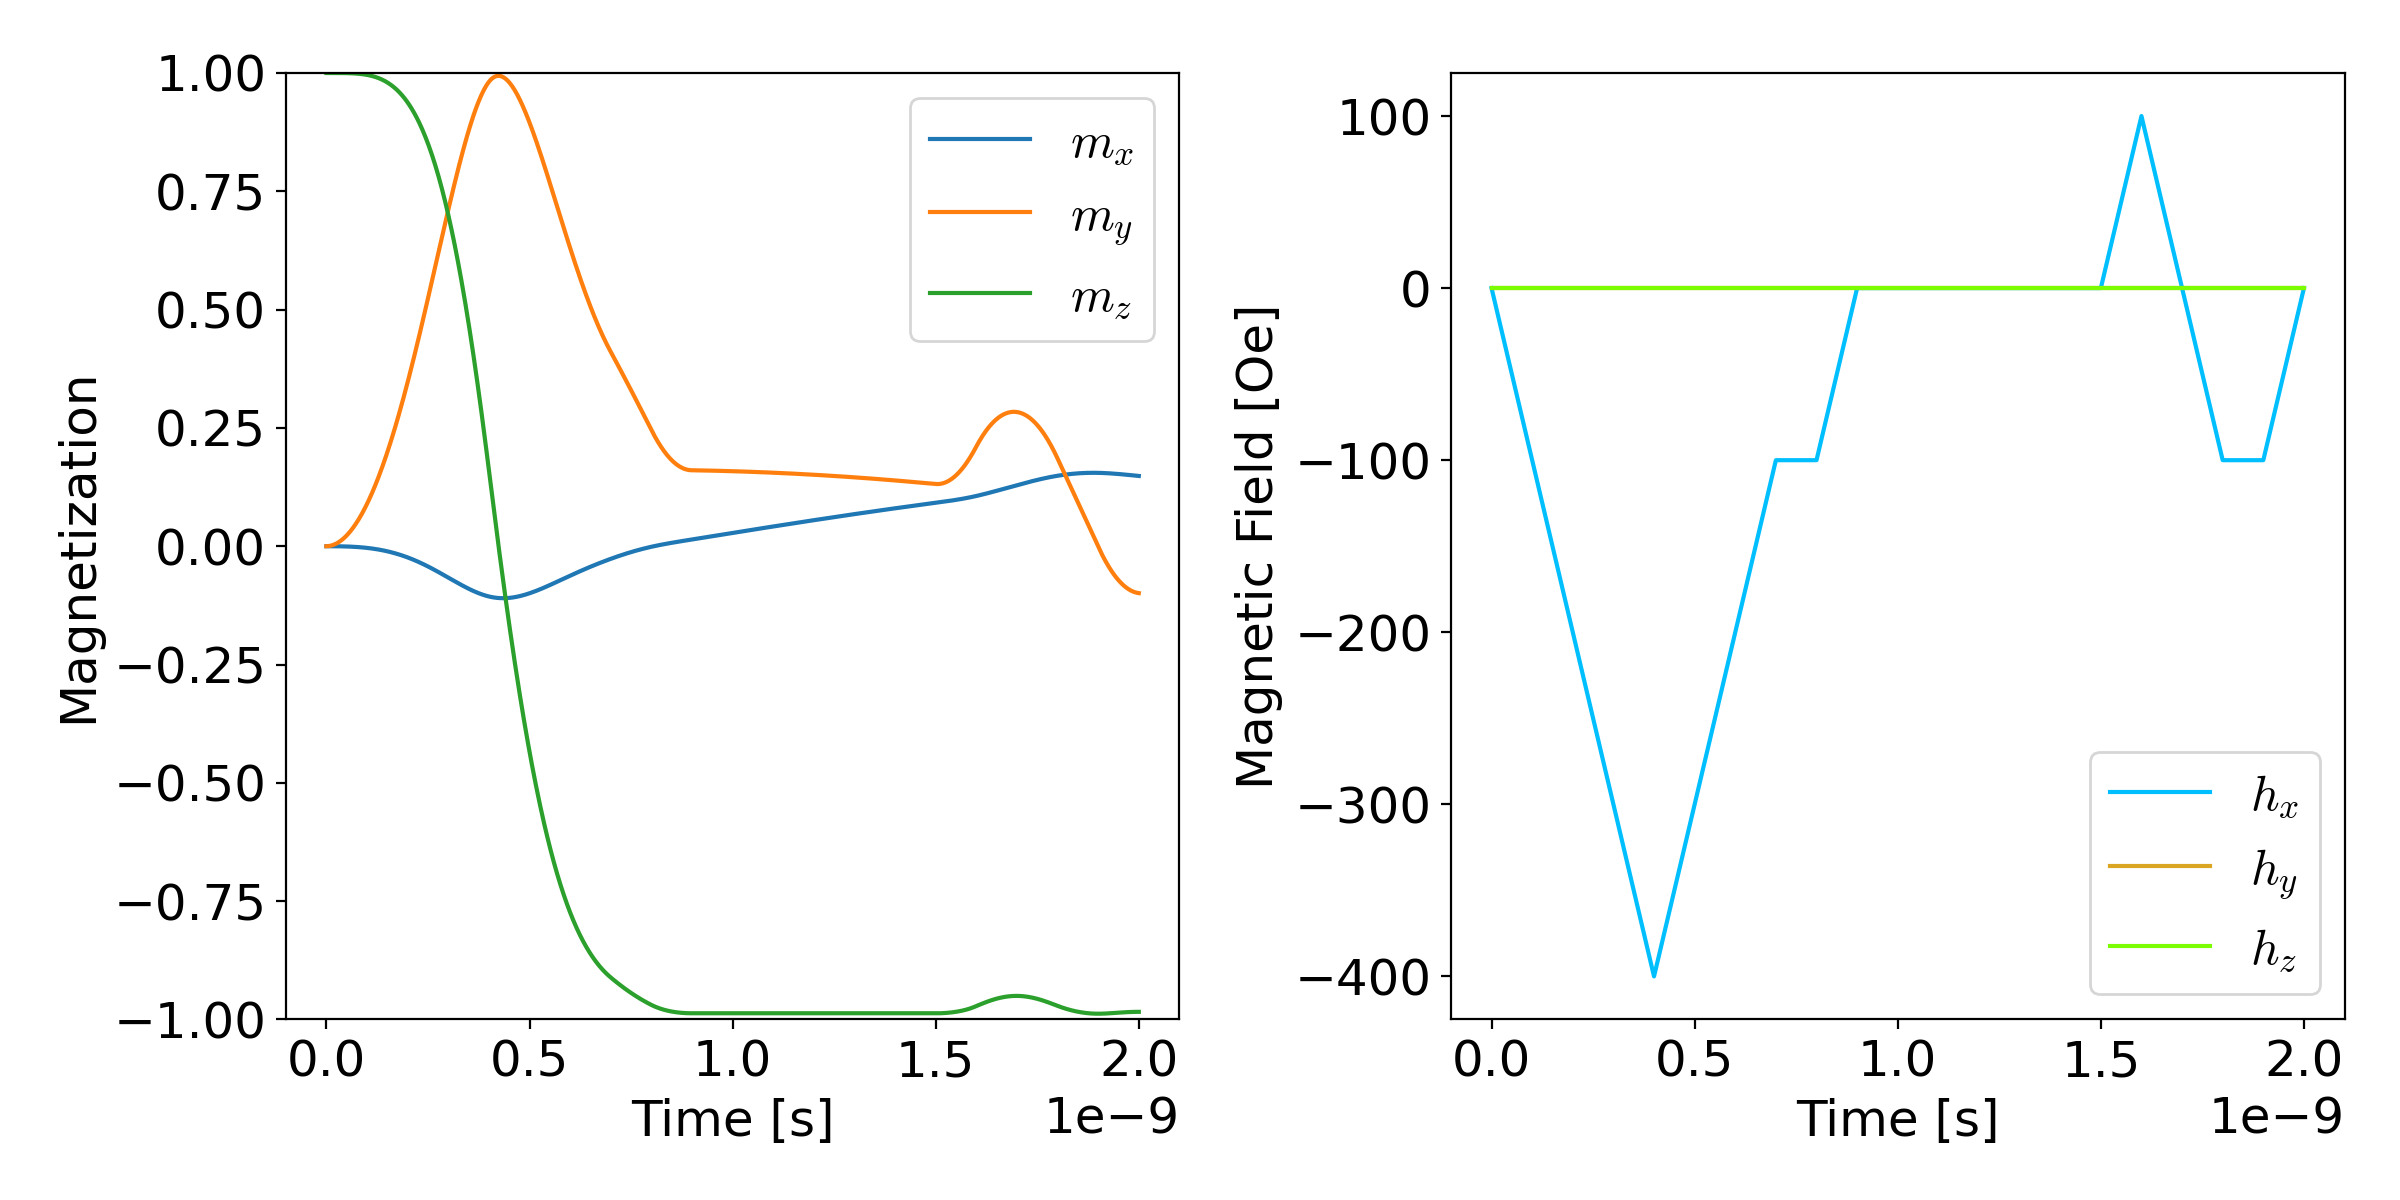 Magnetization
1.00
0.75
0.50
0.25
0.00
−0.25
−0.50
−0.75
−1.00
0.0 0.5 1.0 1.5 2.0
Time [s]
1e−9
m_x
m_y
m_z
Magnetic Field [Oe]
100
0
−100
−200
−300
−400
0.0 0.5 1.0 1.5 2.0
Time [s]
1e−9
h_x
h_y
h_z